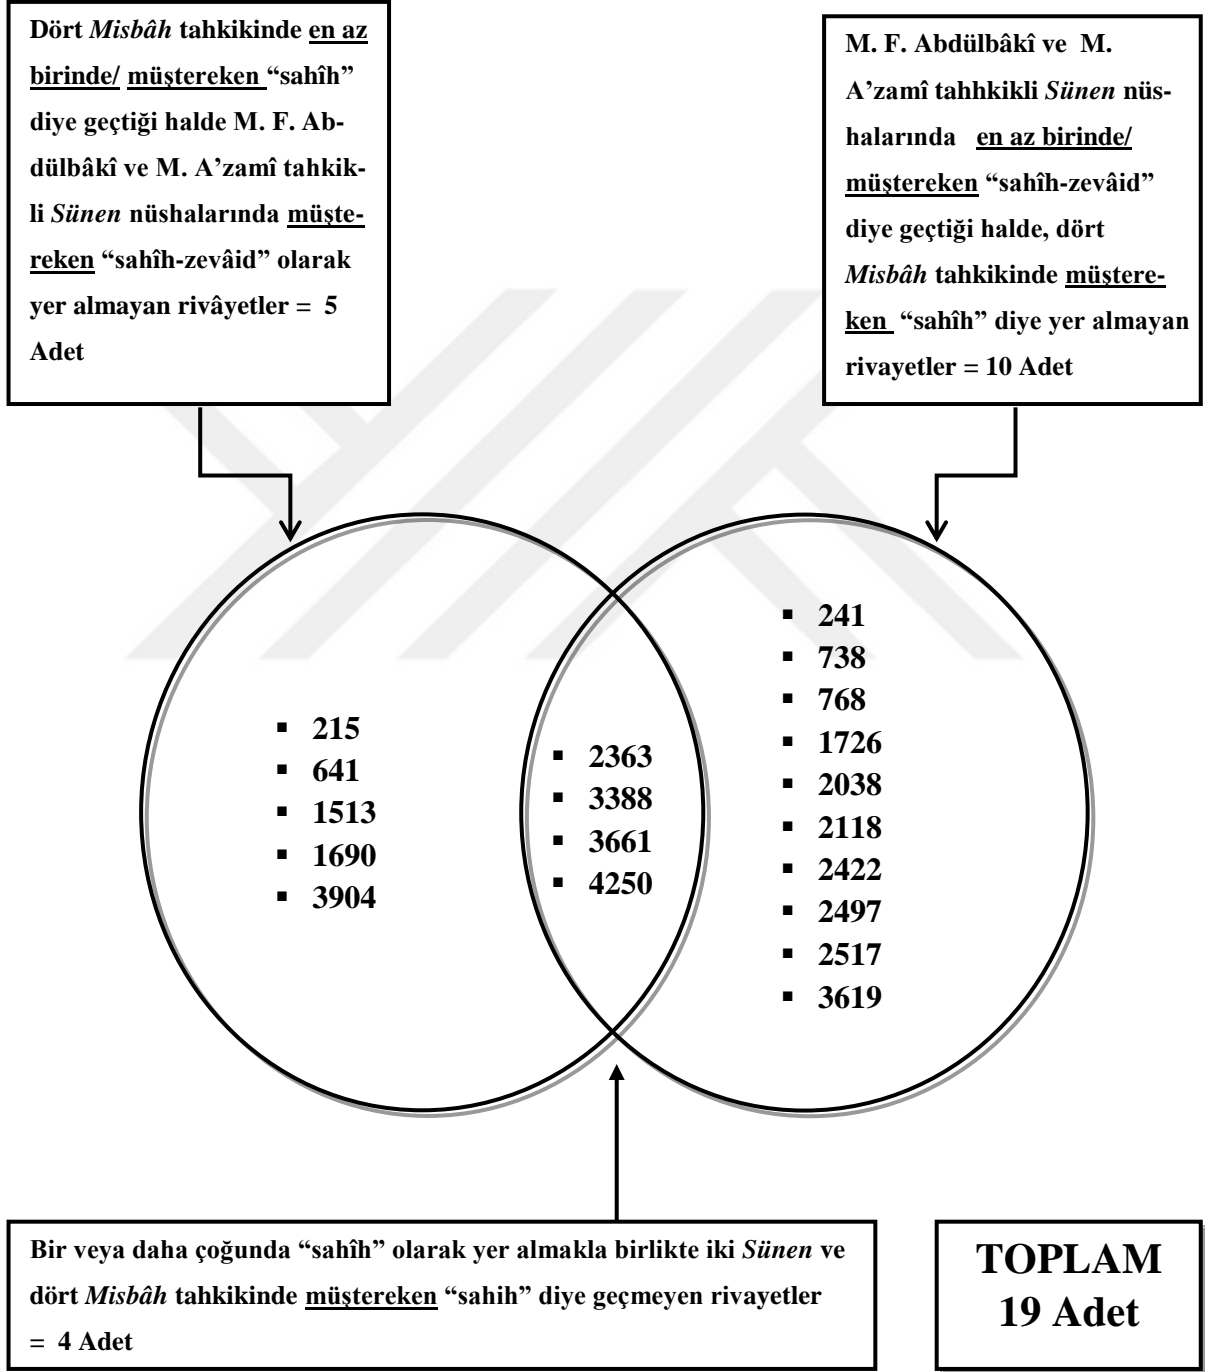 Dört Misbâh tahkikinde en az
birinde/ müştereken “sahîh”
diye geçtiği halde M. F. Ab-
dülbâkî ve M. A’zamî tahkik-
li Sünen nüshalarında müşte-
reken “sahîh-zevâid” olarak
yer almayan rivâyetler = 5
Adet
M. F. Abdülbâkî ve M.
A’zamî tahhkikli Sünen nüs-
halarında en az birinde/
müştereken “sahîh-zevâid”
diye geçtiği halde, dört
Misbâh tahkikinde müştere-
ken “sahîh” diye yer almayan
rivayetler = 10 Adet
▪ 215
▪ 641
▪ 1513
▪ 1690
▪ 3904
▪ 2363
▪ 3388
▪ 3661
▪ 4250
▪ 241
▪ 738
▪ 768
▪ 1726
▪ 2038
▪ 2118
▪ 2422
▪ 2497
▪ 2517
▪ 3619
Bir veya daha çoğunda “sahîh” olarak yer almakla birlikte iki Sünen ve
dört Misbâh tahkikinde müştereken “sahih” diye geçmeyen rivayetler
= 4 Adet
TOPLAM
19 Adet